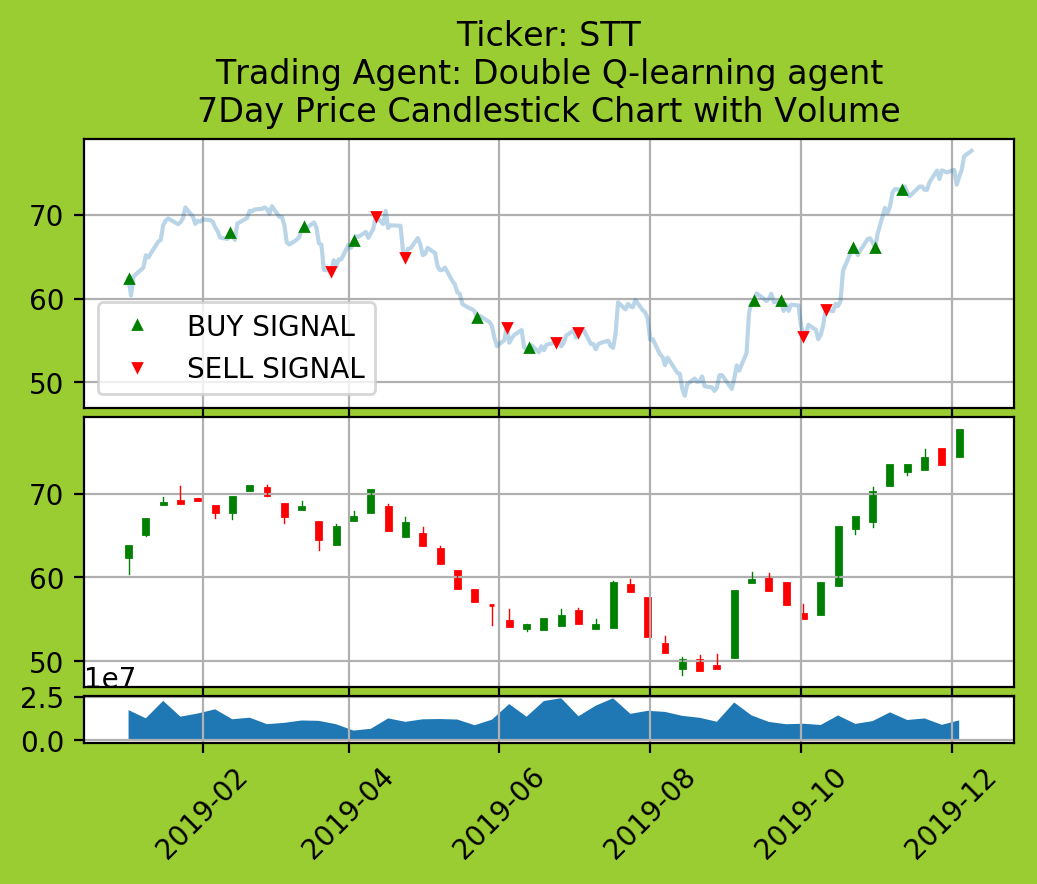 Ticker: STT
Trading Agent: Double Q-learning agent
7Day Price Candlestick Chart with Volume
70
60
50
BUY SIGNAL
SELL SIGNAL
70
60
50
1e7
2.5
0.0
2019-02
2019-04
2019-06
2019-08
2019-10
2019-12